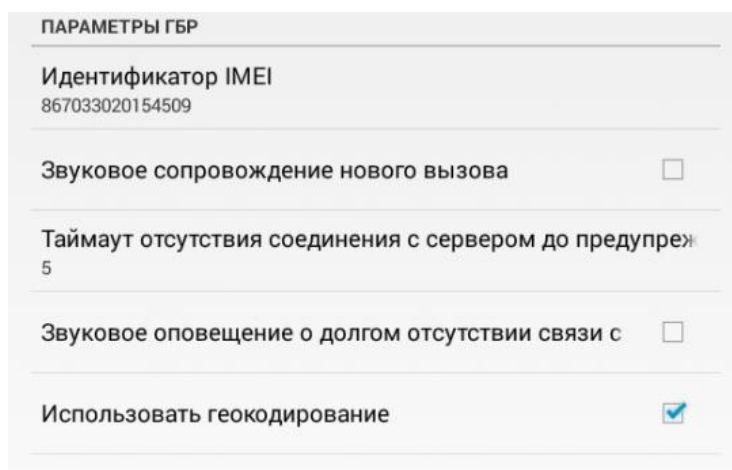 ПАРАМЕТРЫ ГБР
Идентификатор IMEI
867033020154509
Звуковое сопровождение нового вызова
Таймаут отсутствия соединения с сервером до предупреж
5
Звуковое оповещение о долгом отсутствии связи с
Использовать геокодирование